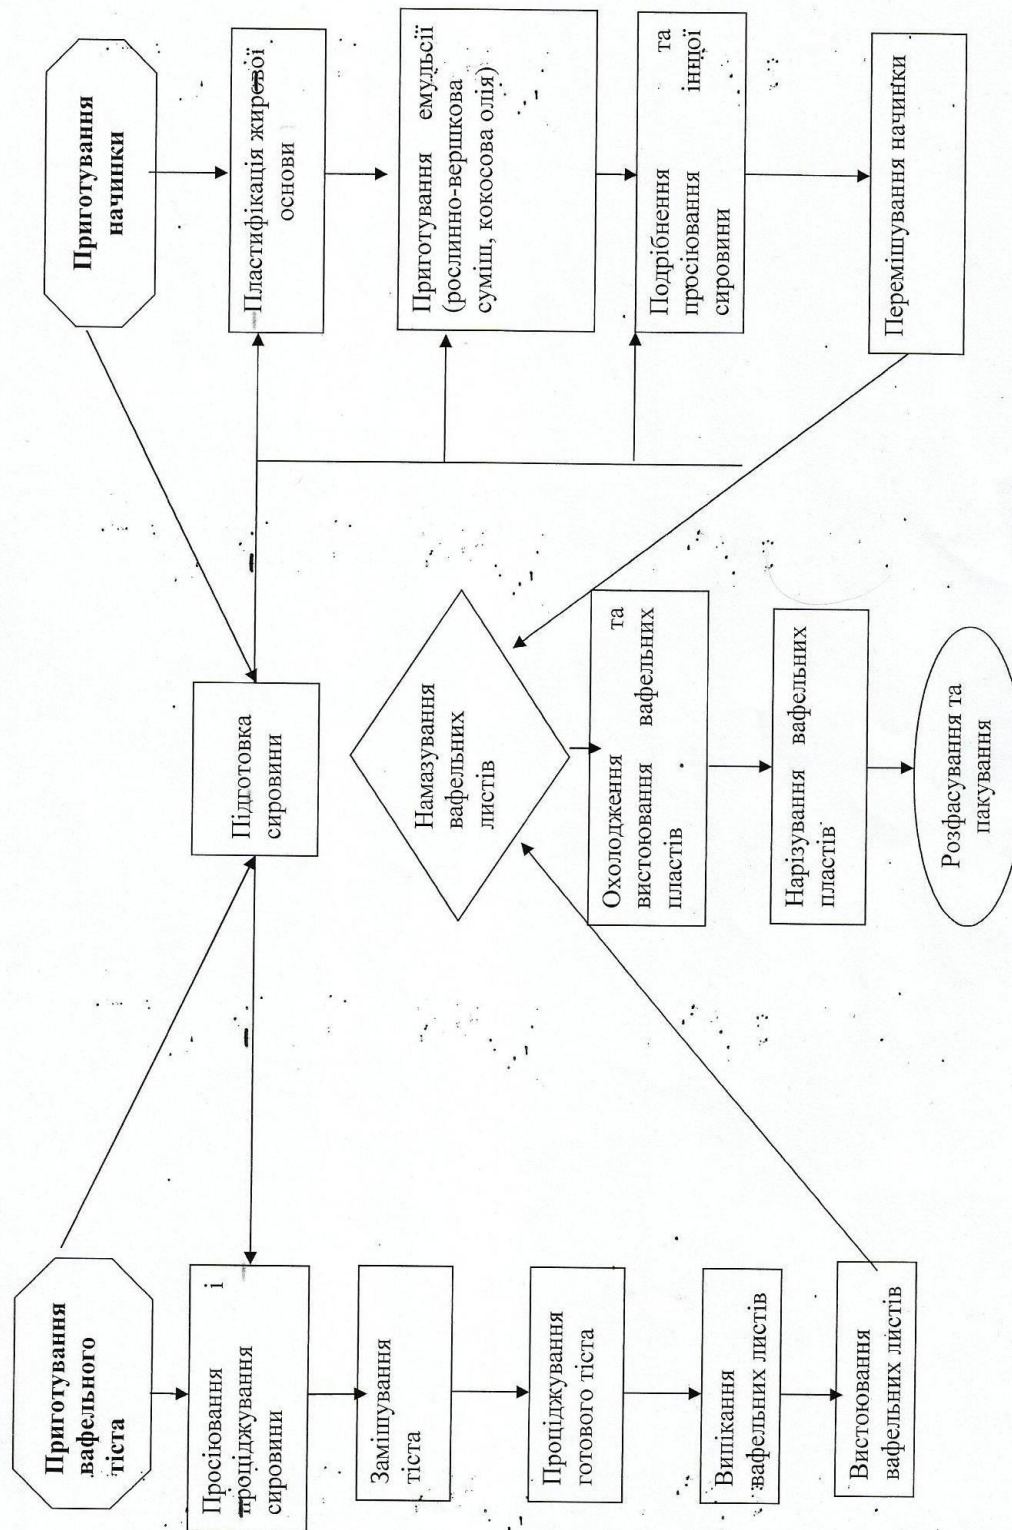 Приготування
вафельного
тіста
Просіювання і
проціджування
сировини
Замішування
тіста
Проціджування
готового тіста
Випікання
вафельних листів
Вистоювання
вафельних листів
Підготовка
сировини
Намазування
вафельних
листів
Охолодження та
вистоювання вафельних
пластів
Нарізування вафельних
пластів
Розфасування та
пакування
Приготування
начинки
Пластифікація жирової
основи
Приготування емульсії
(рослинно-вершкова
суміш, кокосова олія)
Подрібнення та
просіювання іншої
сировини
Перемішування начинки